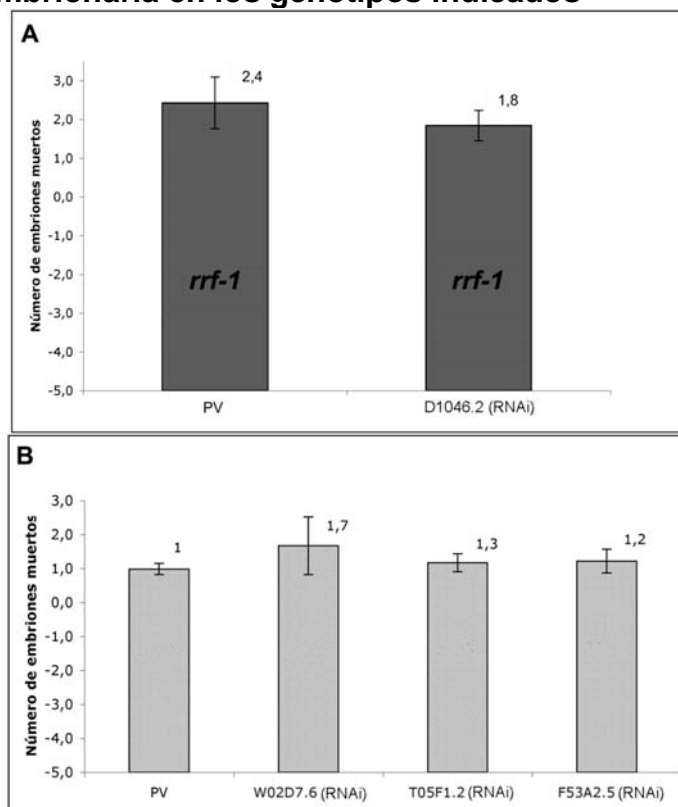 mbrionaria en los genotipos indicados
A
Número de embriones muertos
3,0
2,0
1,0
0,0
-1,0
-2,0
-3,0
-4,0
-5,0
2,4
1,8
rrf-1
rrf-1
PV
D1046.2 (RNAi)
B
Número de embriones muertos
3,0
2,0
1,0
0,0
-1,0
-2,0
-3,0
-4,0
-5,0
1
1,7
1,3
1,2
PV
W02D7.6 (RNAi)
T05F1.2 (RNAi)
F53A2.5 (RNAi)